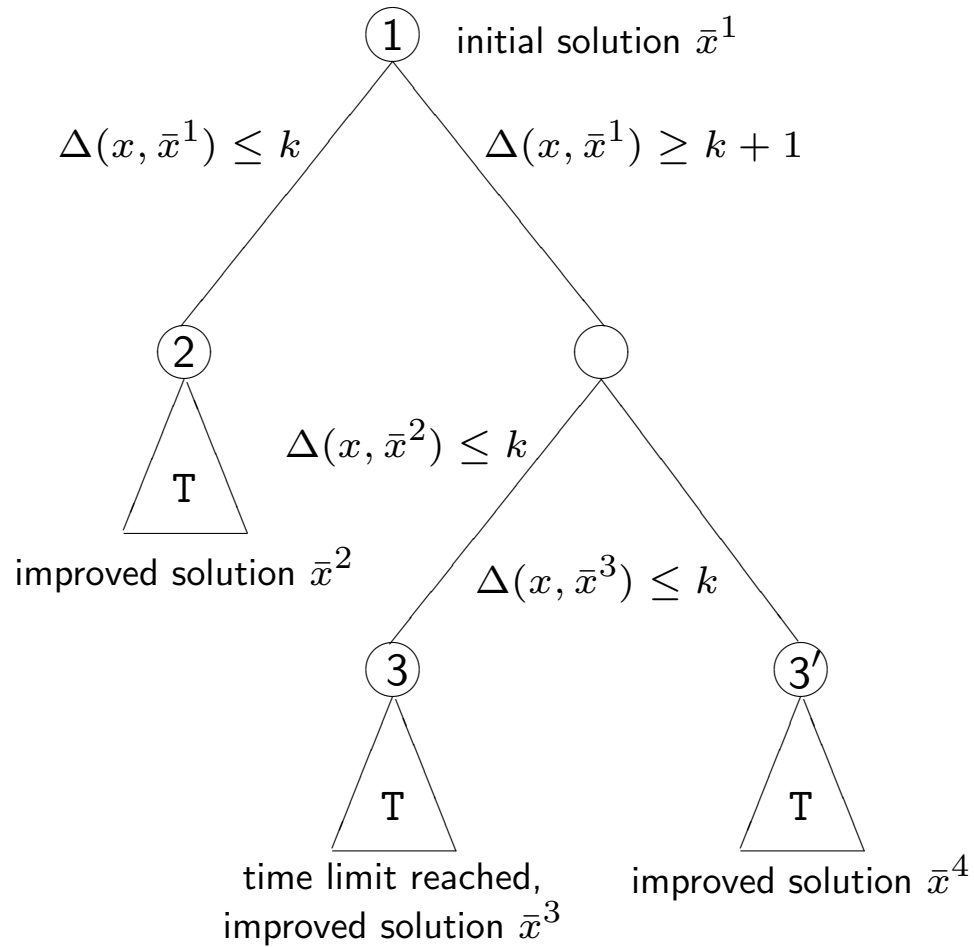 1
initial solution x̄¹
Δ(x, x̄¹) ≤ k
Δ(x, x̄¹) ≥ k + 1
2
Δ(x, x̄²) ≤ k
T
improved solution x̄²
Δ(x, x̄³) ≤ k
3
3′
T
T
time limit reached,
improved solution x̄³
improved solution x̄⁴